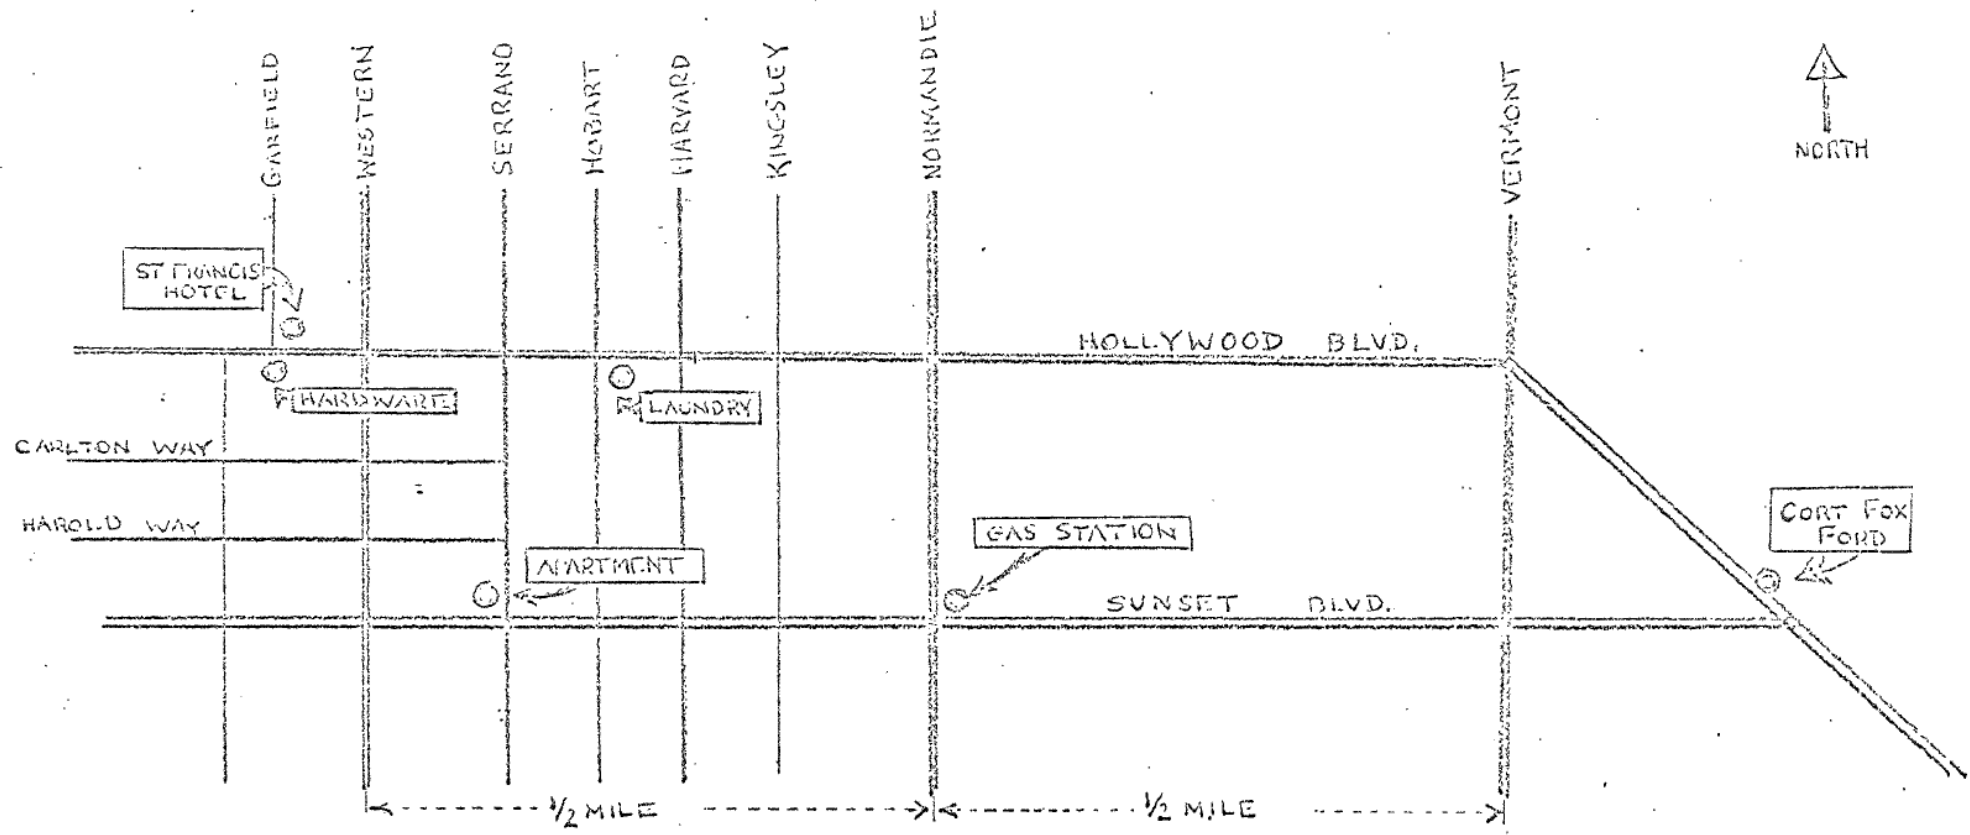 GARFIELD
WESTERN
SERRANO
HOBART
HARVARD
KINGSLEY
NORMANDIE
VERMONT
NORTH
ST FRANCIS
HOTEL
HOLLYWOOD BLVD.
HARDWARE
LAUNDRY
CARLTON WAY
HAROLD WAY
GAS STATION
CORT FOX
FORD
APARTMENT
SUNSET BLVD.
1/2 MILE
1/2 MILE